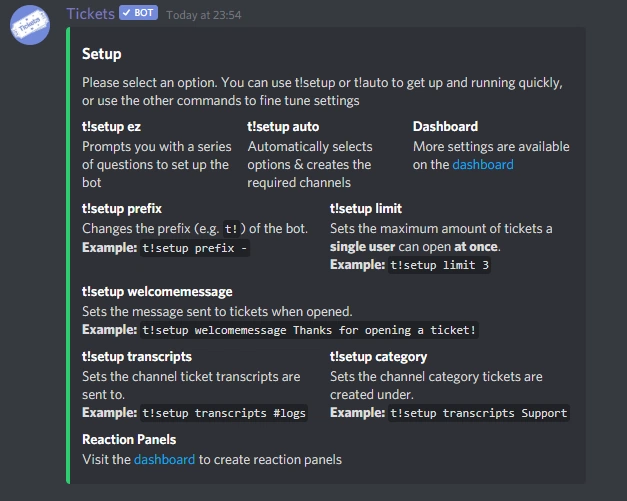 Tickets
Tickets ✓ BOT Today at 23:54
Setup
Please select an option. You can use t!setup or t!auto to get up and running quickly,
or use the other commands to fine tune settings
t!setup ez
Prompts you with a series
of questions to set up the
bot
t!setup auto
Automatically selects
options & creates the
required channels
Dashboard
More settings are available
on the dashboard
t!setup prefix
Changes the prefix (e.g. t!) of the bot.
Example: t!setup prefix -
t!setup limit
Sets the maximum amount of tickets a
single user can open at once.
Example: t!setup limit 3
t!setup welcomemessage
Sets the message sent to tickets when opened.
Example: t!setup welcomemessage Thanks for opening a ticket!
t!setup transcripts
Sets the channel ticket transcripts are
sent to.
Example: t!setup transcripts #logs
t!setup category
Sets the channel category tickets are
created under.
Example: t!setup transcripts Support
Reaction Panels
Visit the dashboard to create reaction panels